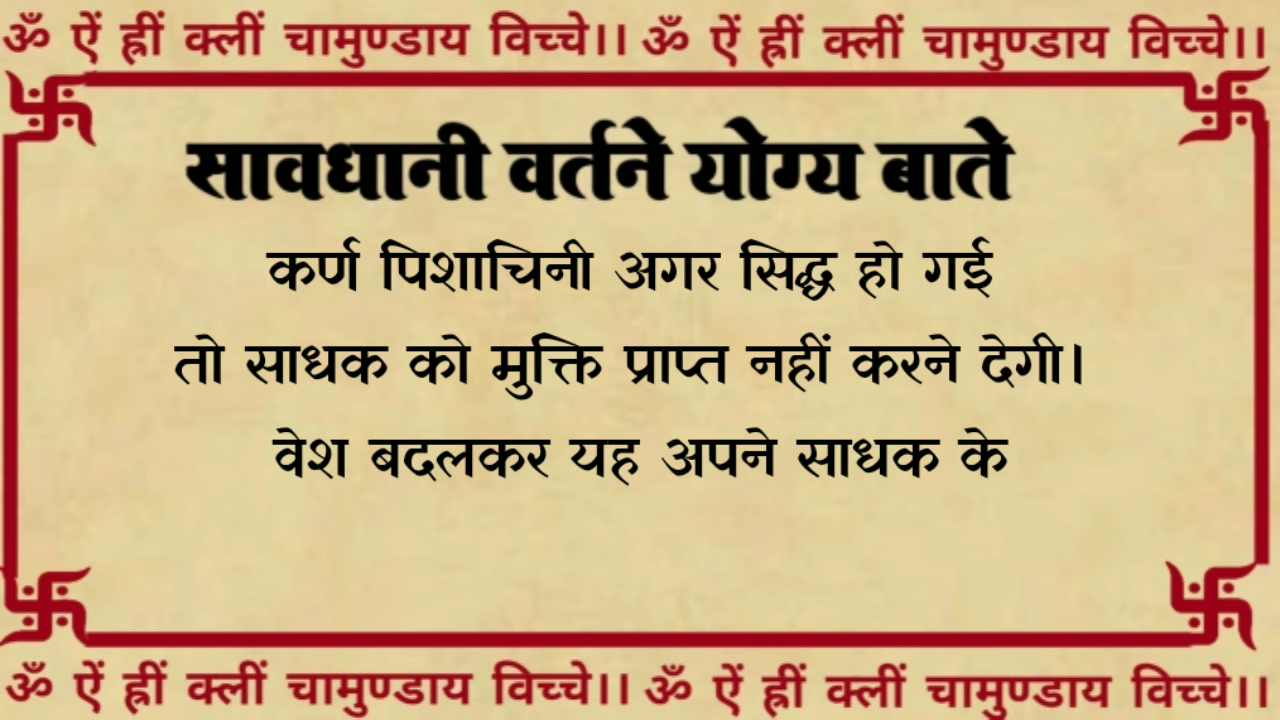 ॐ ऐं ह्रीं क्लीं चामुण्डाय विच्चे।। ॐ ऐं ह्रीं क्लीं चामुण्डाय विच्चे।।
सावधानी वर्तने योग्य बाते
कर्ण पिशाचिनी अगर सिद्ध हो गई
तो साधक को मुक्ति प्राप्त नहीं करने देगी।
वेश बदलकर यह अपने साधक के
ॐ ऐं ह्रीं क्लीं चामुण्डाय विच्चे।। ॐ ऐं ह्रीं क्लीं चामुण्डाय विच्चे।।